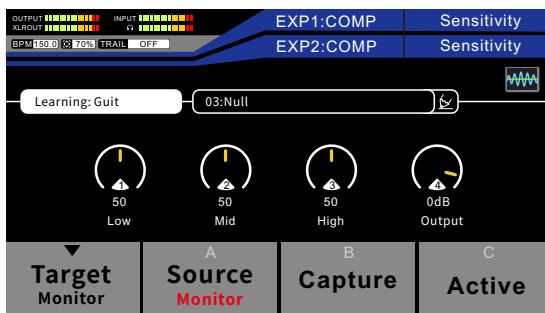 OUTPUT INPUT EXP1:COMP Sensitivity
XLROUT
BPM 150.0 70% TRAIL OFF EXP2:COMP Sensitivity
Learning: Guit 03:Null
1 2 3 4
50 50 50 0dB
Low Mid High Output
A B C
Target Source Capture Active
Monitor Monitor